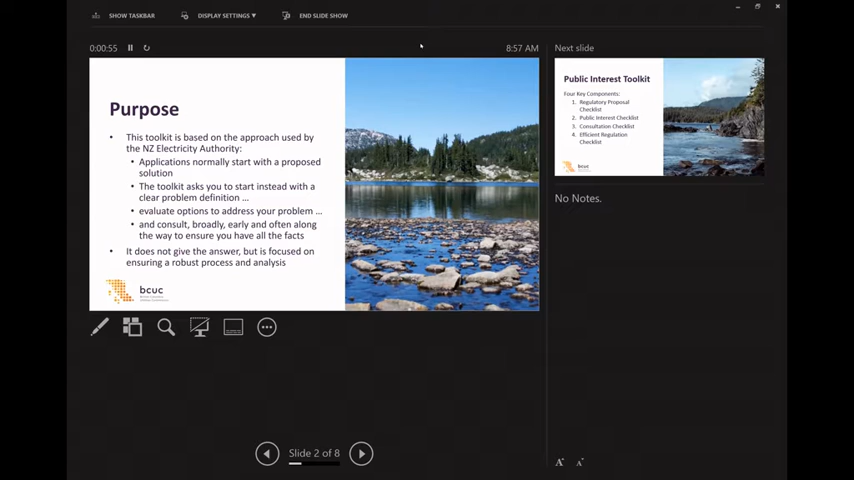 SHOW TASKBAR
DISPLAY SETTINGS ▼
END SLIDE SHOW
0:00:55
8:57 AM
Purpose
• This toolkit is based on the approach used by
the NZ Electricity Authority:
• Applications normally start with a proposed
solution
• The toolkit asks you to start instead with a
clear problem definition ...
• evaluate options to address your problem ...
• and consult, broadly, early and often along
the way to ensure you have all the facts
• It does not give the answer, but is focused on
ensuring a robust process and analysis
bcuc
Next slide
Public Interest Toolkit
Four Key Components:
1. Regulatory Proposal
Checklist
2. Public Interest Checklist
3. Consultation Checklist
4. Efficient Regulation
Checklist
bcuc
No Notes.
Slide 2 of 8
A
A